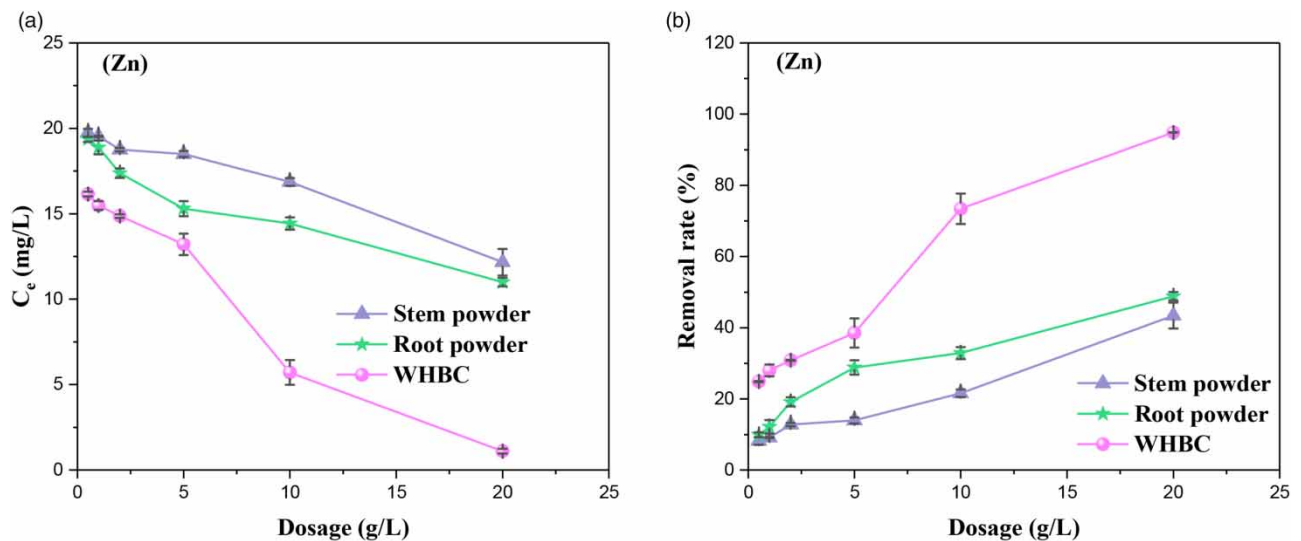 (a)
(Zn)
25
20
15
10
5
0
0
5
10
15
20
25
Cₑ (mg/L)
Dosage (g/L)
Stem powder
Root powder
WHBC
(b)
(Zn)
120
100
80
60
40
20
0
0
5
10
15
20
25
Removal rate (%)
Dosage (g/L)
Stem powder
Root powder
WHBC